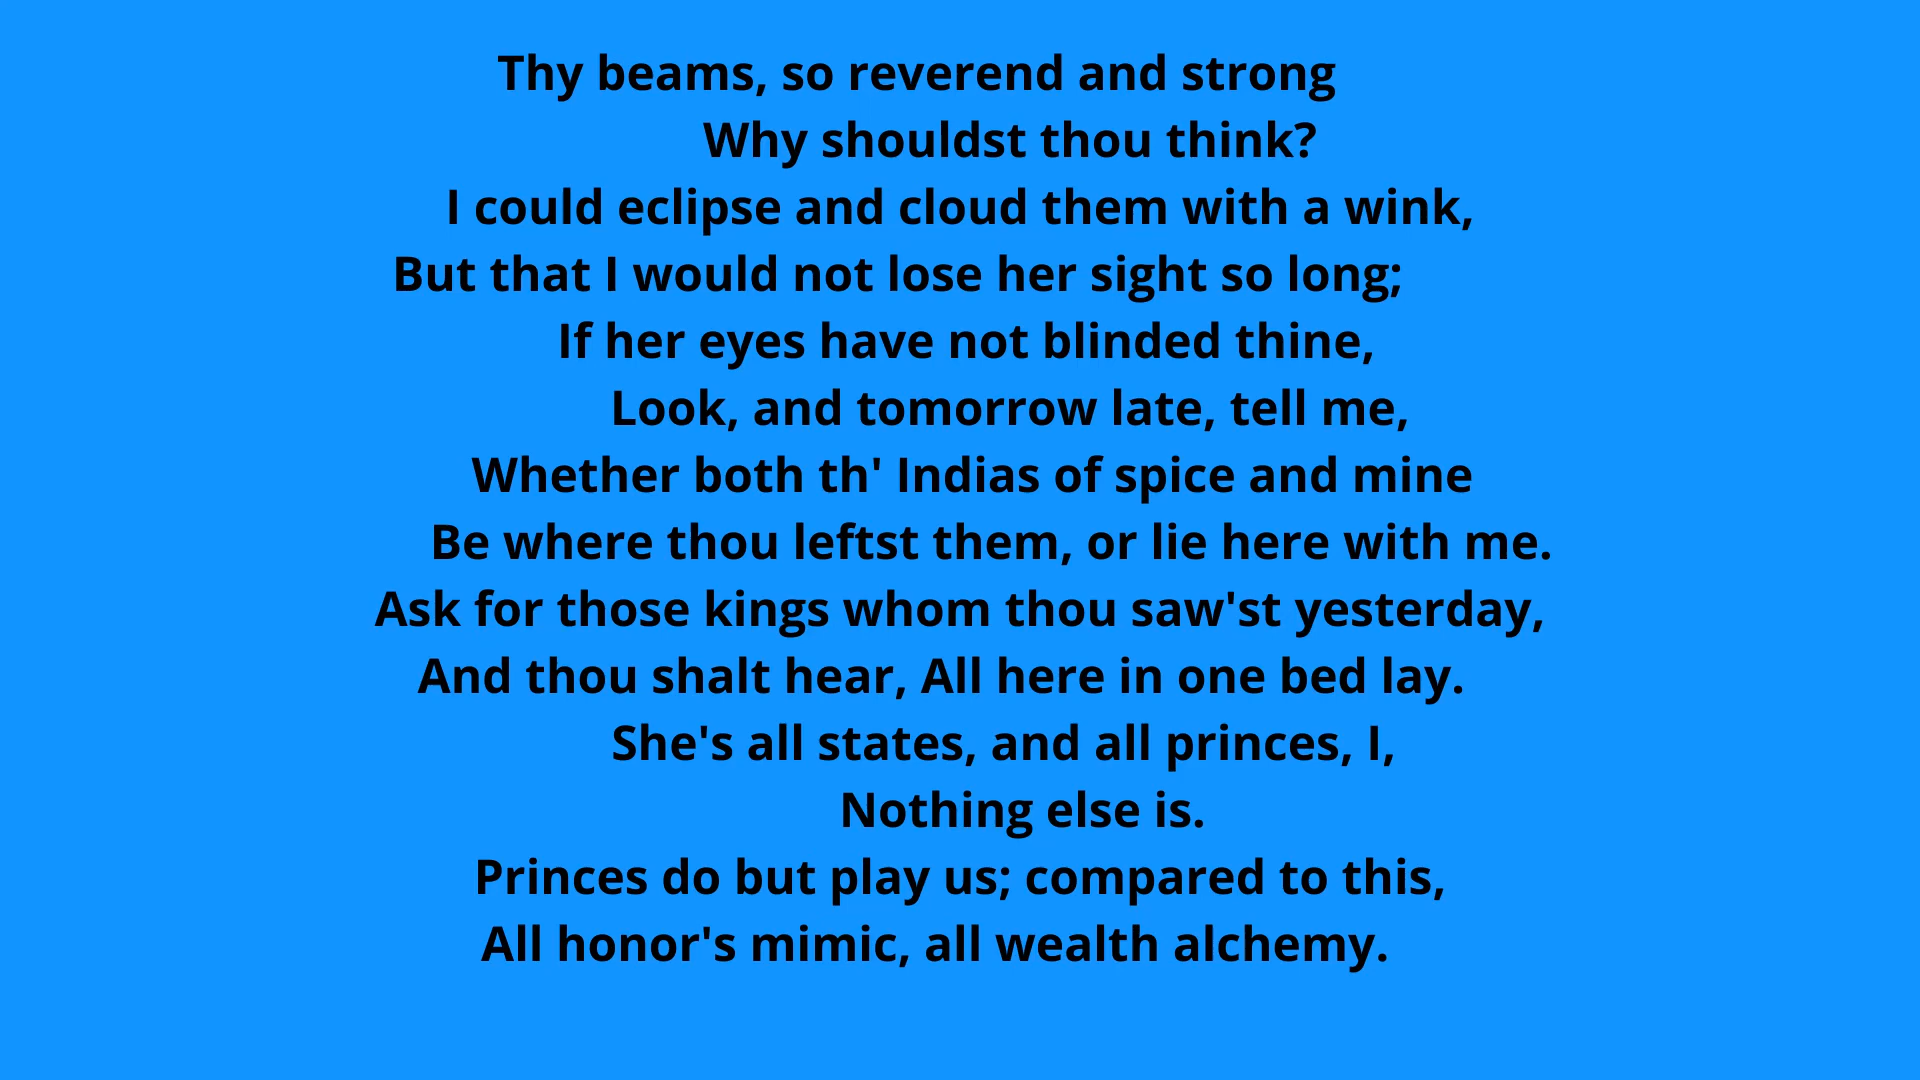 Thy beams, so reverend and strong
Why shouldst thou think?
I could eclipse and cloud them with a wink,
But that I would not lose her sight so long;
If her eyes have not blinded thine,
Look, and tomorrow late, tell me,
Whether both th' Indias of spice and mine
Be where thou leftst them, or lie here with me.
Ask for those kings whom thou saw'st yesterday,
And thou shalt hear, All here in one bed lay.
She's all states, and all princes, I,
Nothing else is.
Princes do but play us; compared to this,
All honor's mimic, all wealth alchemy.